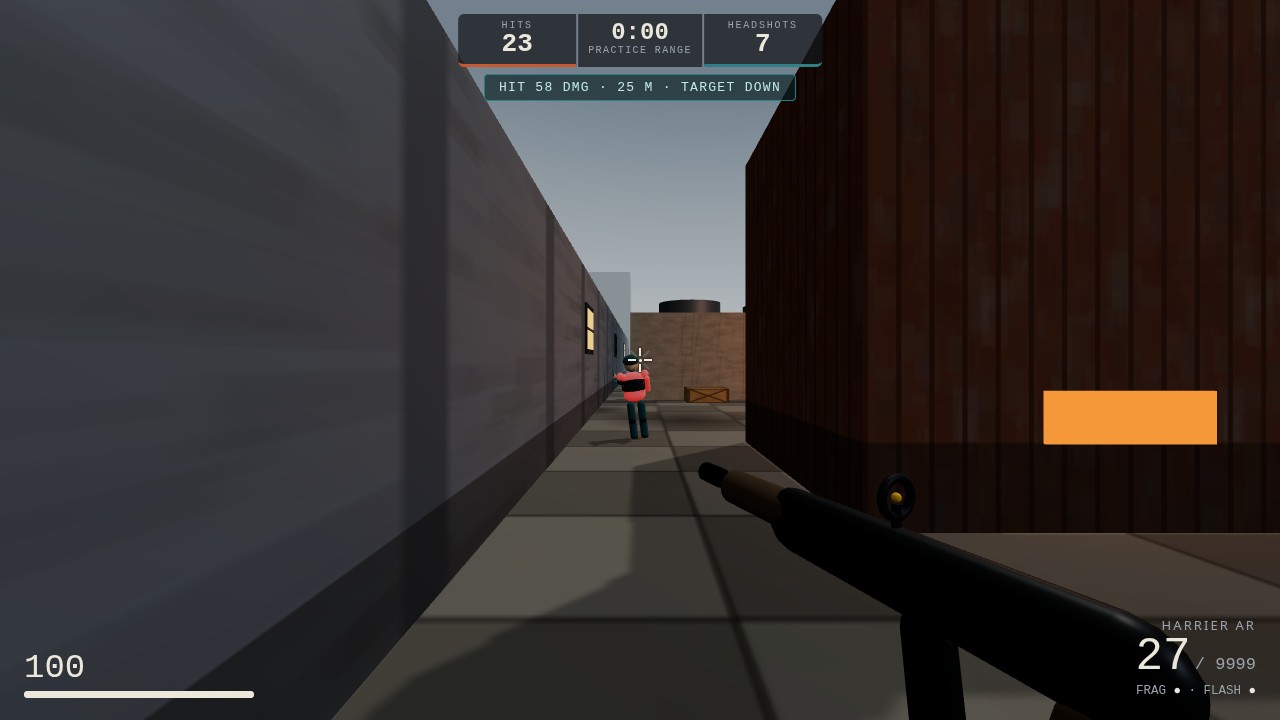 HITS
23
0:00
PRACTICE RANGE
HEADSHOTS
7
HIT 58 DMG · 25 M · TARGET DOWN
100
HARRIER AR
27 / 9999
FRAG ● · FLASH ●